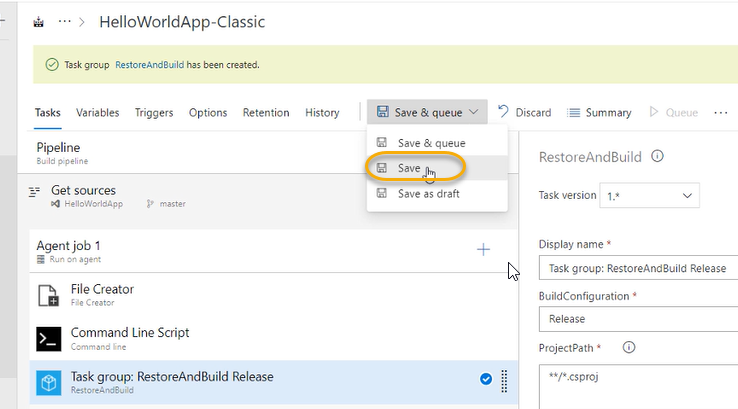 ··· > HelloWorldApp-Classic
Task group RestoreAndBuild has been created.
Tasks Variables Triggers Options Retention History Save & queue Discard Summary Queue ···
Save & queue
Save
Save as draft
Pipeline
Build pipeline
Get sources
HelloWorldApp master
Agent job 1
Run on agent
File Creator
File Creator
Command Line Script
Command line
Task group: RestoreAndBuild Release
RestoreAndBuild
RestoreAndBuild
Task version 1.*
Display name *
Task group: RestoreAndBuild Release
BuildConfiguration *
Release
ProjectPath *
**/*.csproj